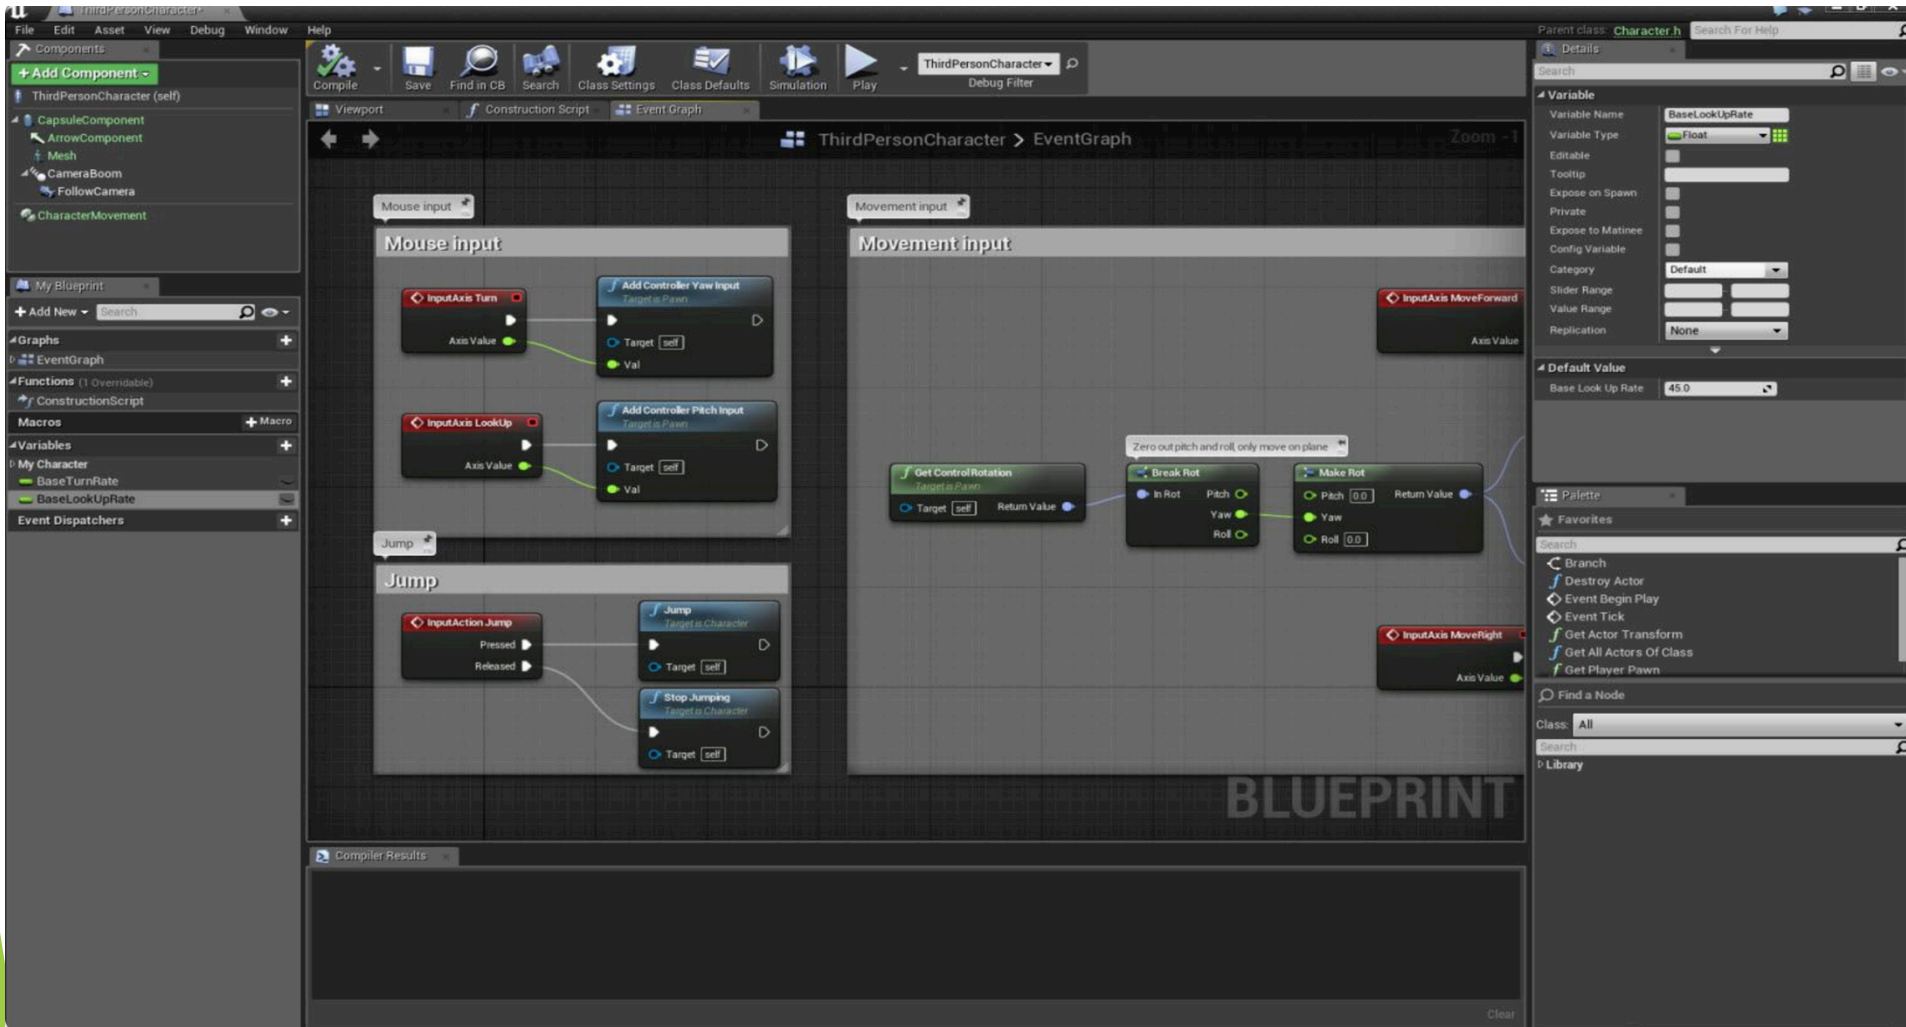 ThirdPersonCharacter*
File Edit Asset View Debug Window Help
Parent class: Character.h Search For Help
Components
+Add Component
ThirdPersonCharacter (self)
CapsuleComponent
ArrowComponent
Mesh
CameraBoom
FollowCamera
CharacterMovement
My Blueprint
+Add New Search
Graphs
EventGraph
Functions (1 Overridable)
ConstructionScript
Macros +Macro
Variables
My Character
BaseTurnRate
BaseLookUpRate
Event Dispatchers
Compile Save Find in CB Search Class Settings Class Defaults Simulation Play
ThirdPersonCharacter
Debug Filter
Viewport Construction Script Event Graph
ThirdPersonCharacter > EventGraph Zoom -1
Mouse input
Mouse input
InputAxis Turn
Axis Value
Add Controller Yaw Input
Target is Pawn
Target self
Val
InputAxis LookUp
Axis Value
Add Controller Pitch Input
Target is Pawn
Target self
Val
Jump
Jump
InputAction Jump
Pressed
Released
Jump
Target is Character
Target self
Stop Jumping
Target is Character
Target self
Movement input
Movement input
InputAxis MoveForward
Axis Value
Zero out pitch and roll, only move on plane
Get Control Rotation
Target is Pawn
Target self Return Value
Break Rot
In Rot Pitch
Yaw
Roll
Make Rot
Pitch 0.0 Return Value
Yaw
Roll 0.0
InputAxis MoveRight
Axis Value
BLUEPRINT
Compiler Results
Clear
Details
Search
Variable
Variable Name BaseLookUpRate
Variable Type Float
Editable
Tooltip
Expose on Spawn
Private
Expose to Matinee
Config Variable
Category Default
Slider Range
Value Range
Replication None
Default Value
Base Look Up Rate 45.0
Palette
Favorites
Search
Branch
Destroy Actor
Event Begin Play
Event Tick
Get Actor Transform
Get All Actors Of Class
Get Player Pawn
Find a Node
Class: All
Search
Library